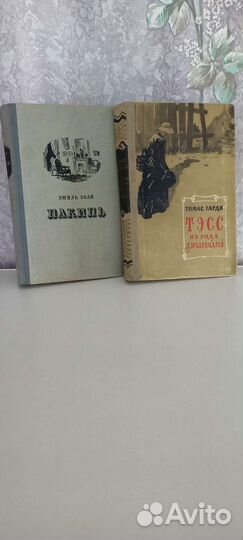 ЭМИЛЬ ЗОЛЯ
НАКИПЬ
ТОМАС ГАРДИ
ТЭСС
ИЗ РОДА
Д'ЭРБЕРВИЛЛЕЙ
Avito